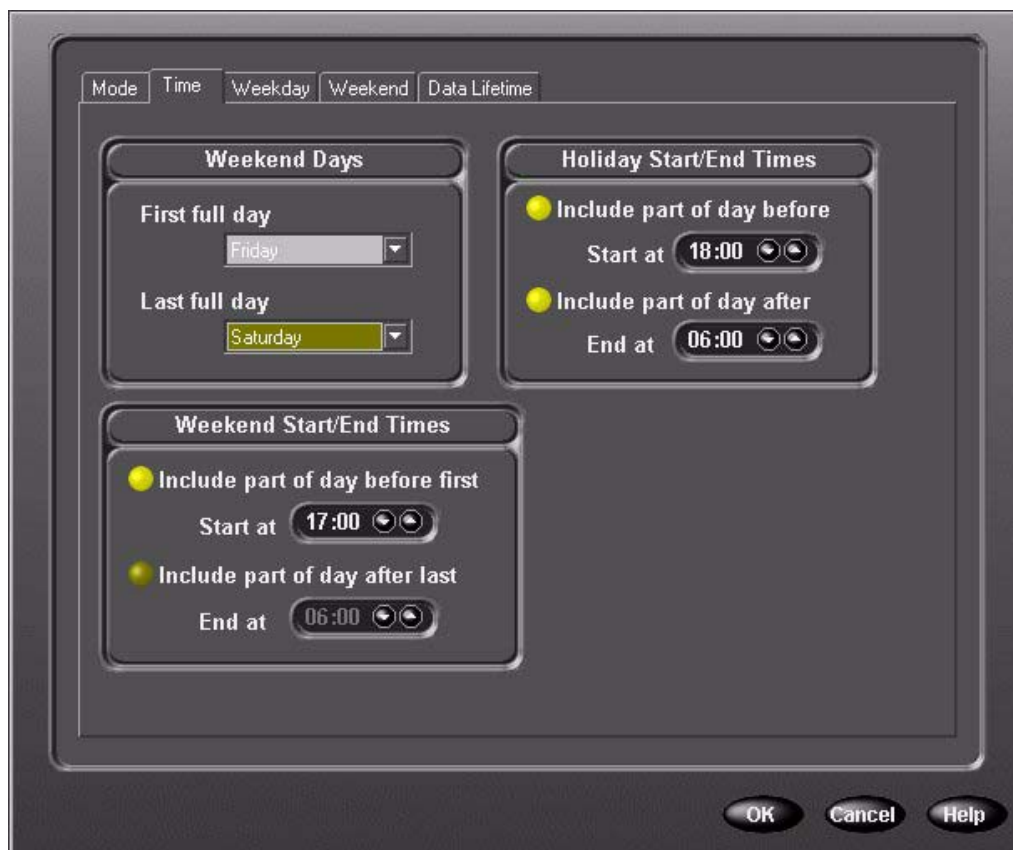 Mode Time Weekday Weekend Data Lifetime
Weekend Days
First full day
Friday
Last full day
Saturday
Holiday Start/End Times
Include part of day before
Start at 18:00
Include part of day after
End at 06:00
Weekend Start/End Times
Include part of day before first
Start at 17:00
Include part of day after last
End at 06:00
OK Cancel Help